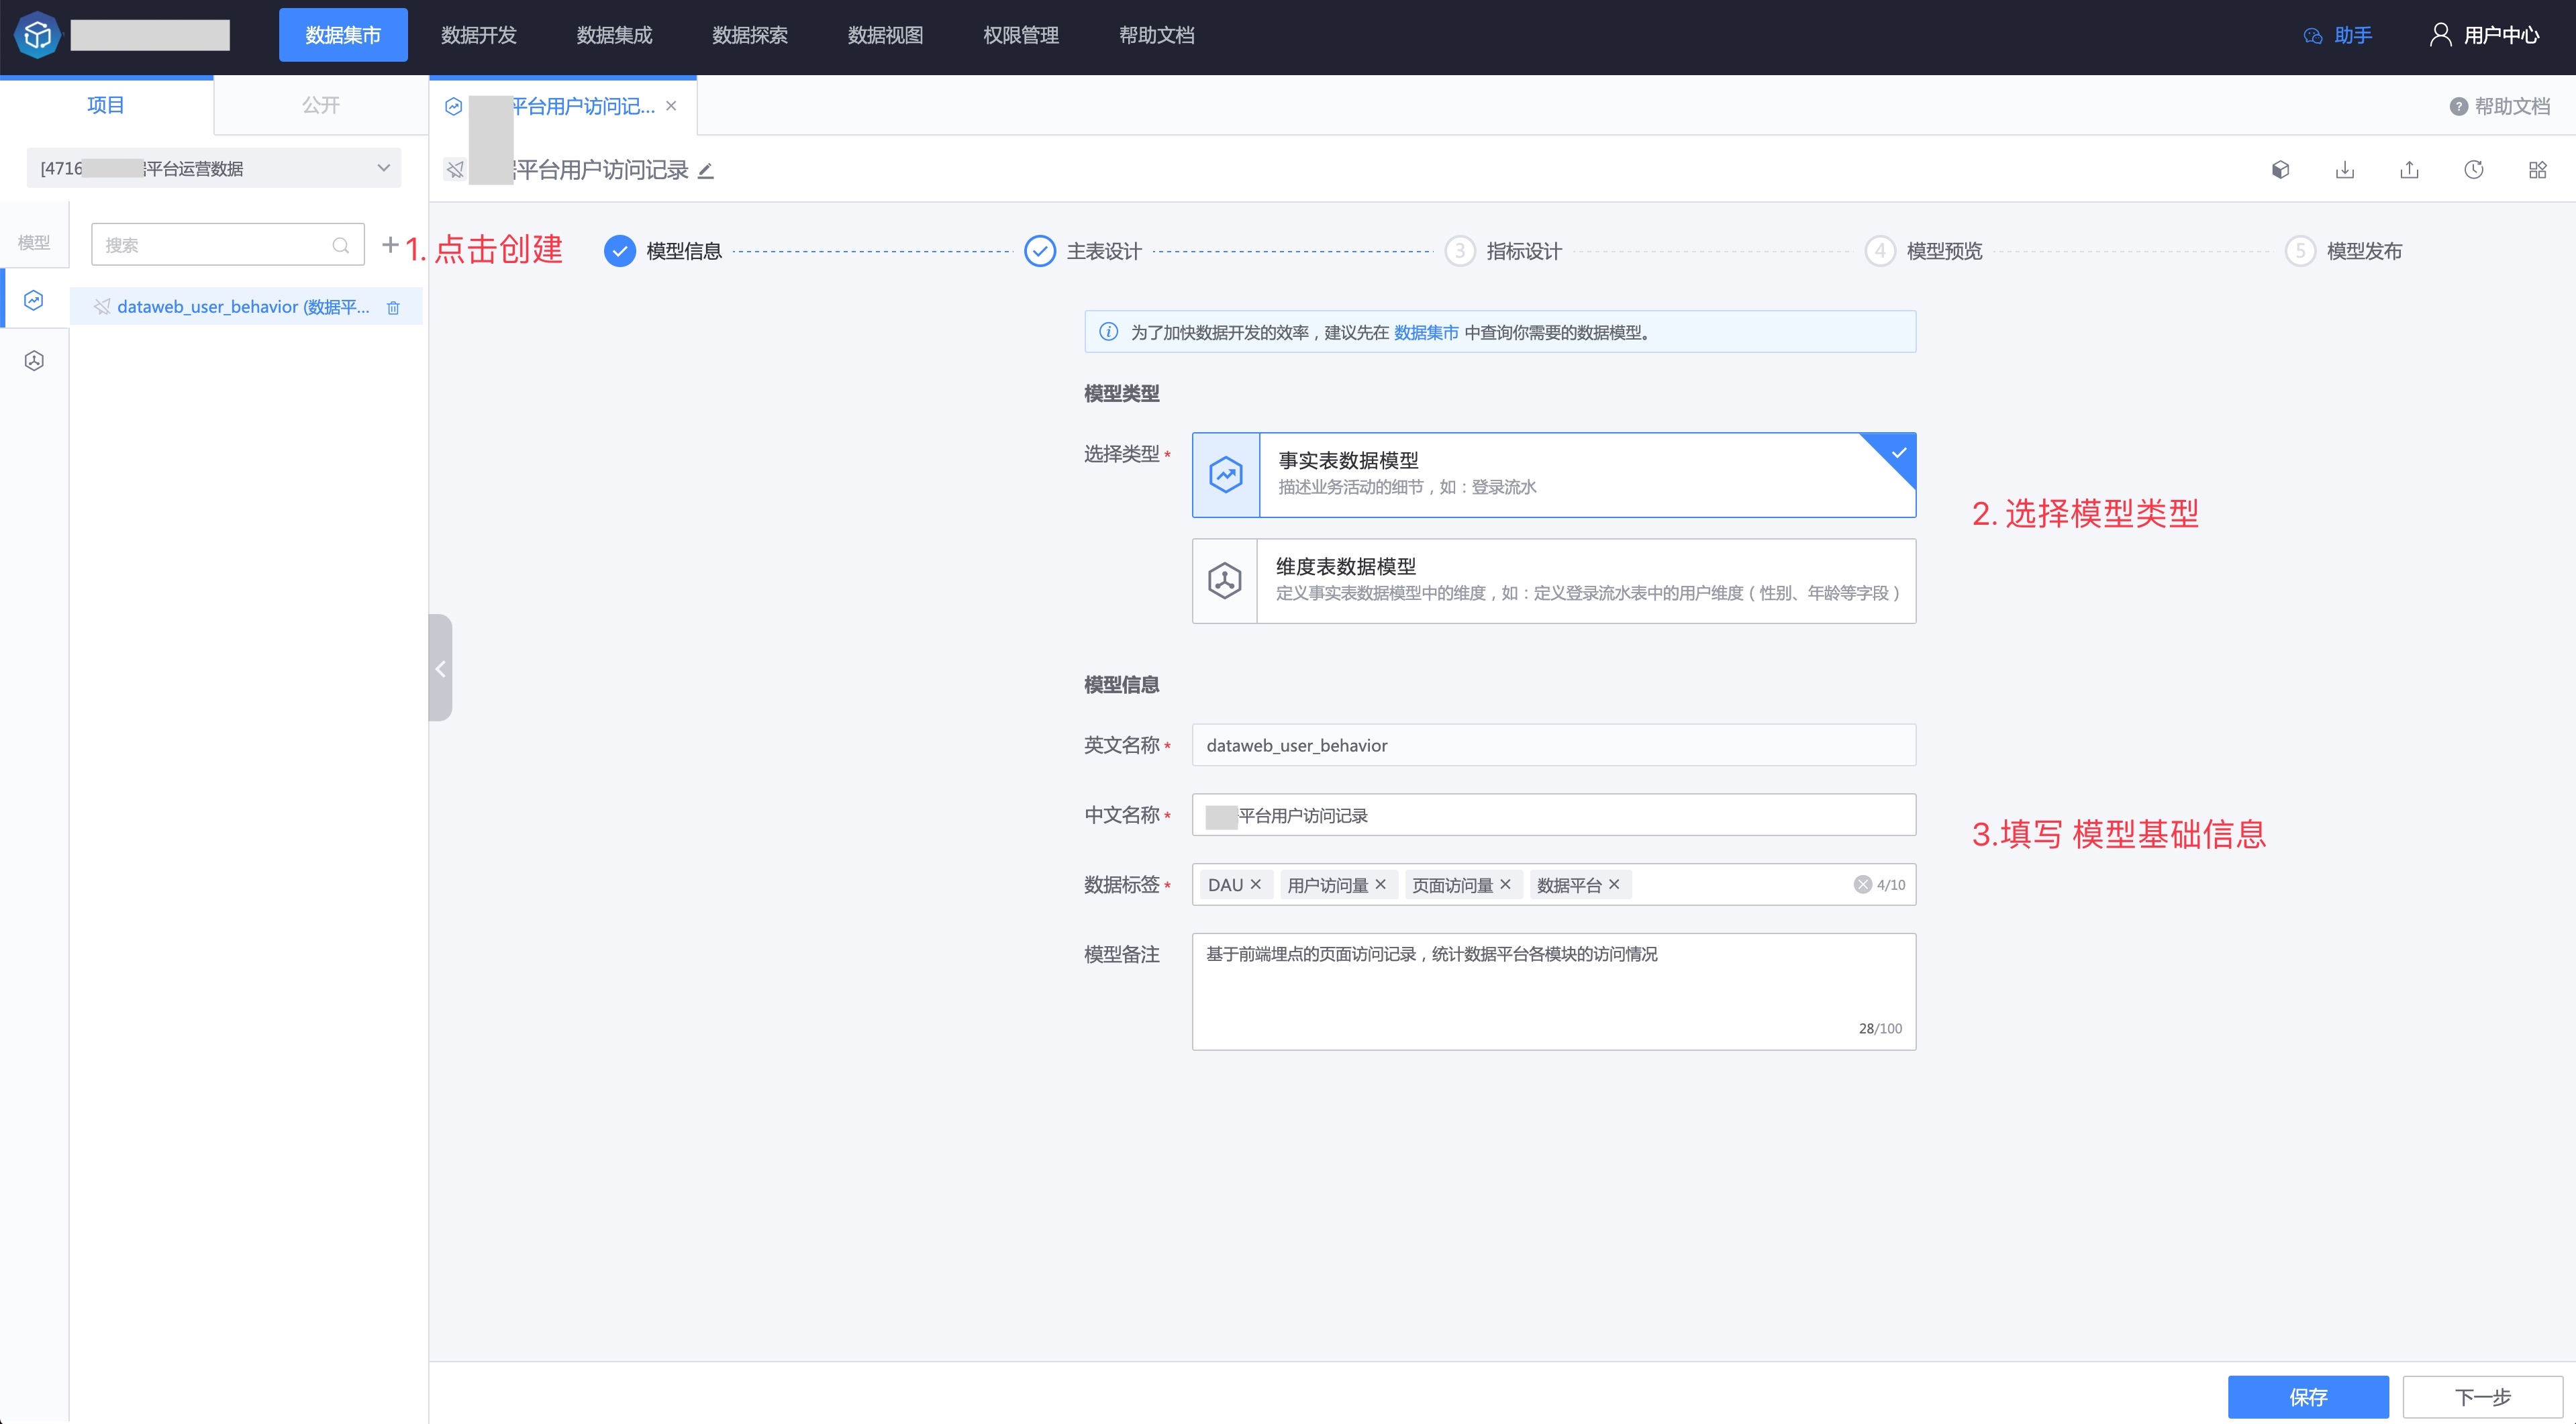 数据集市 数据开发 数据集成 数据探索 数据视图 权限管理 帮助文档 助手 用户中心
项目 公开 平台用户访问记... 帮助文档
[4716 平台运营数据 平台用户访问记录
模型 搜索 1. 点击创建 模型信息 主表设计 3 指标设计 4 模型预览 5 模型发布
dataweb_user_behavior (数据平...
为了加快数据开发的效率，建议先在 数据集市 中查询你需要的数据模型。
模型类型
选择类型* 事实表数据模型
描述业务活动的细节，如：登录流水
2. 选择模型类型
维度表数据模型
定义事实表数据模型中的维度，如：定义登录流水表中的用户维度（性别、年龄等字段）
模型信息
英文名称* dataweb_user_behavior
中文名称* 平台用户访问记录
3.填写 模型基础信息
数据标签* DAU 用户访问量 页面访问量 数据平台 4/10
模型备注 基于前端埋点的页面访问记录，统计数据平台各模块的访问情况
28/100
保存 下一步